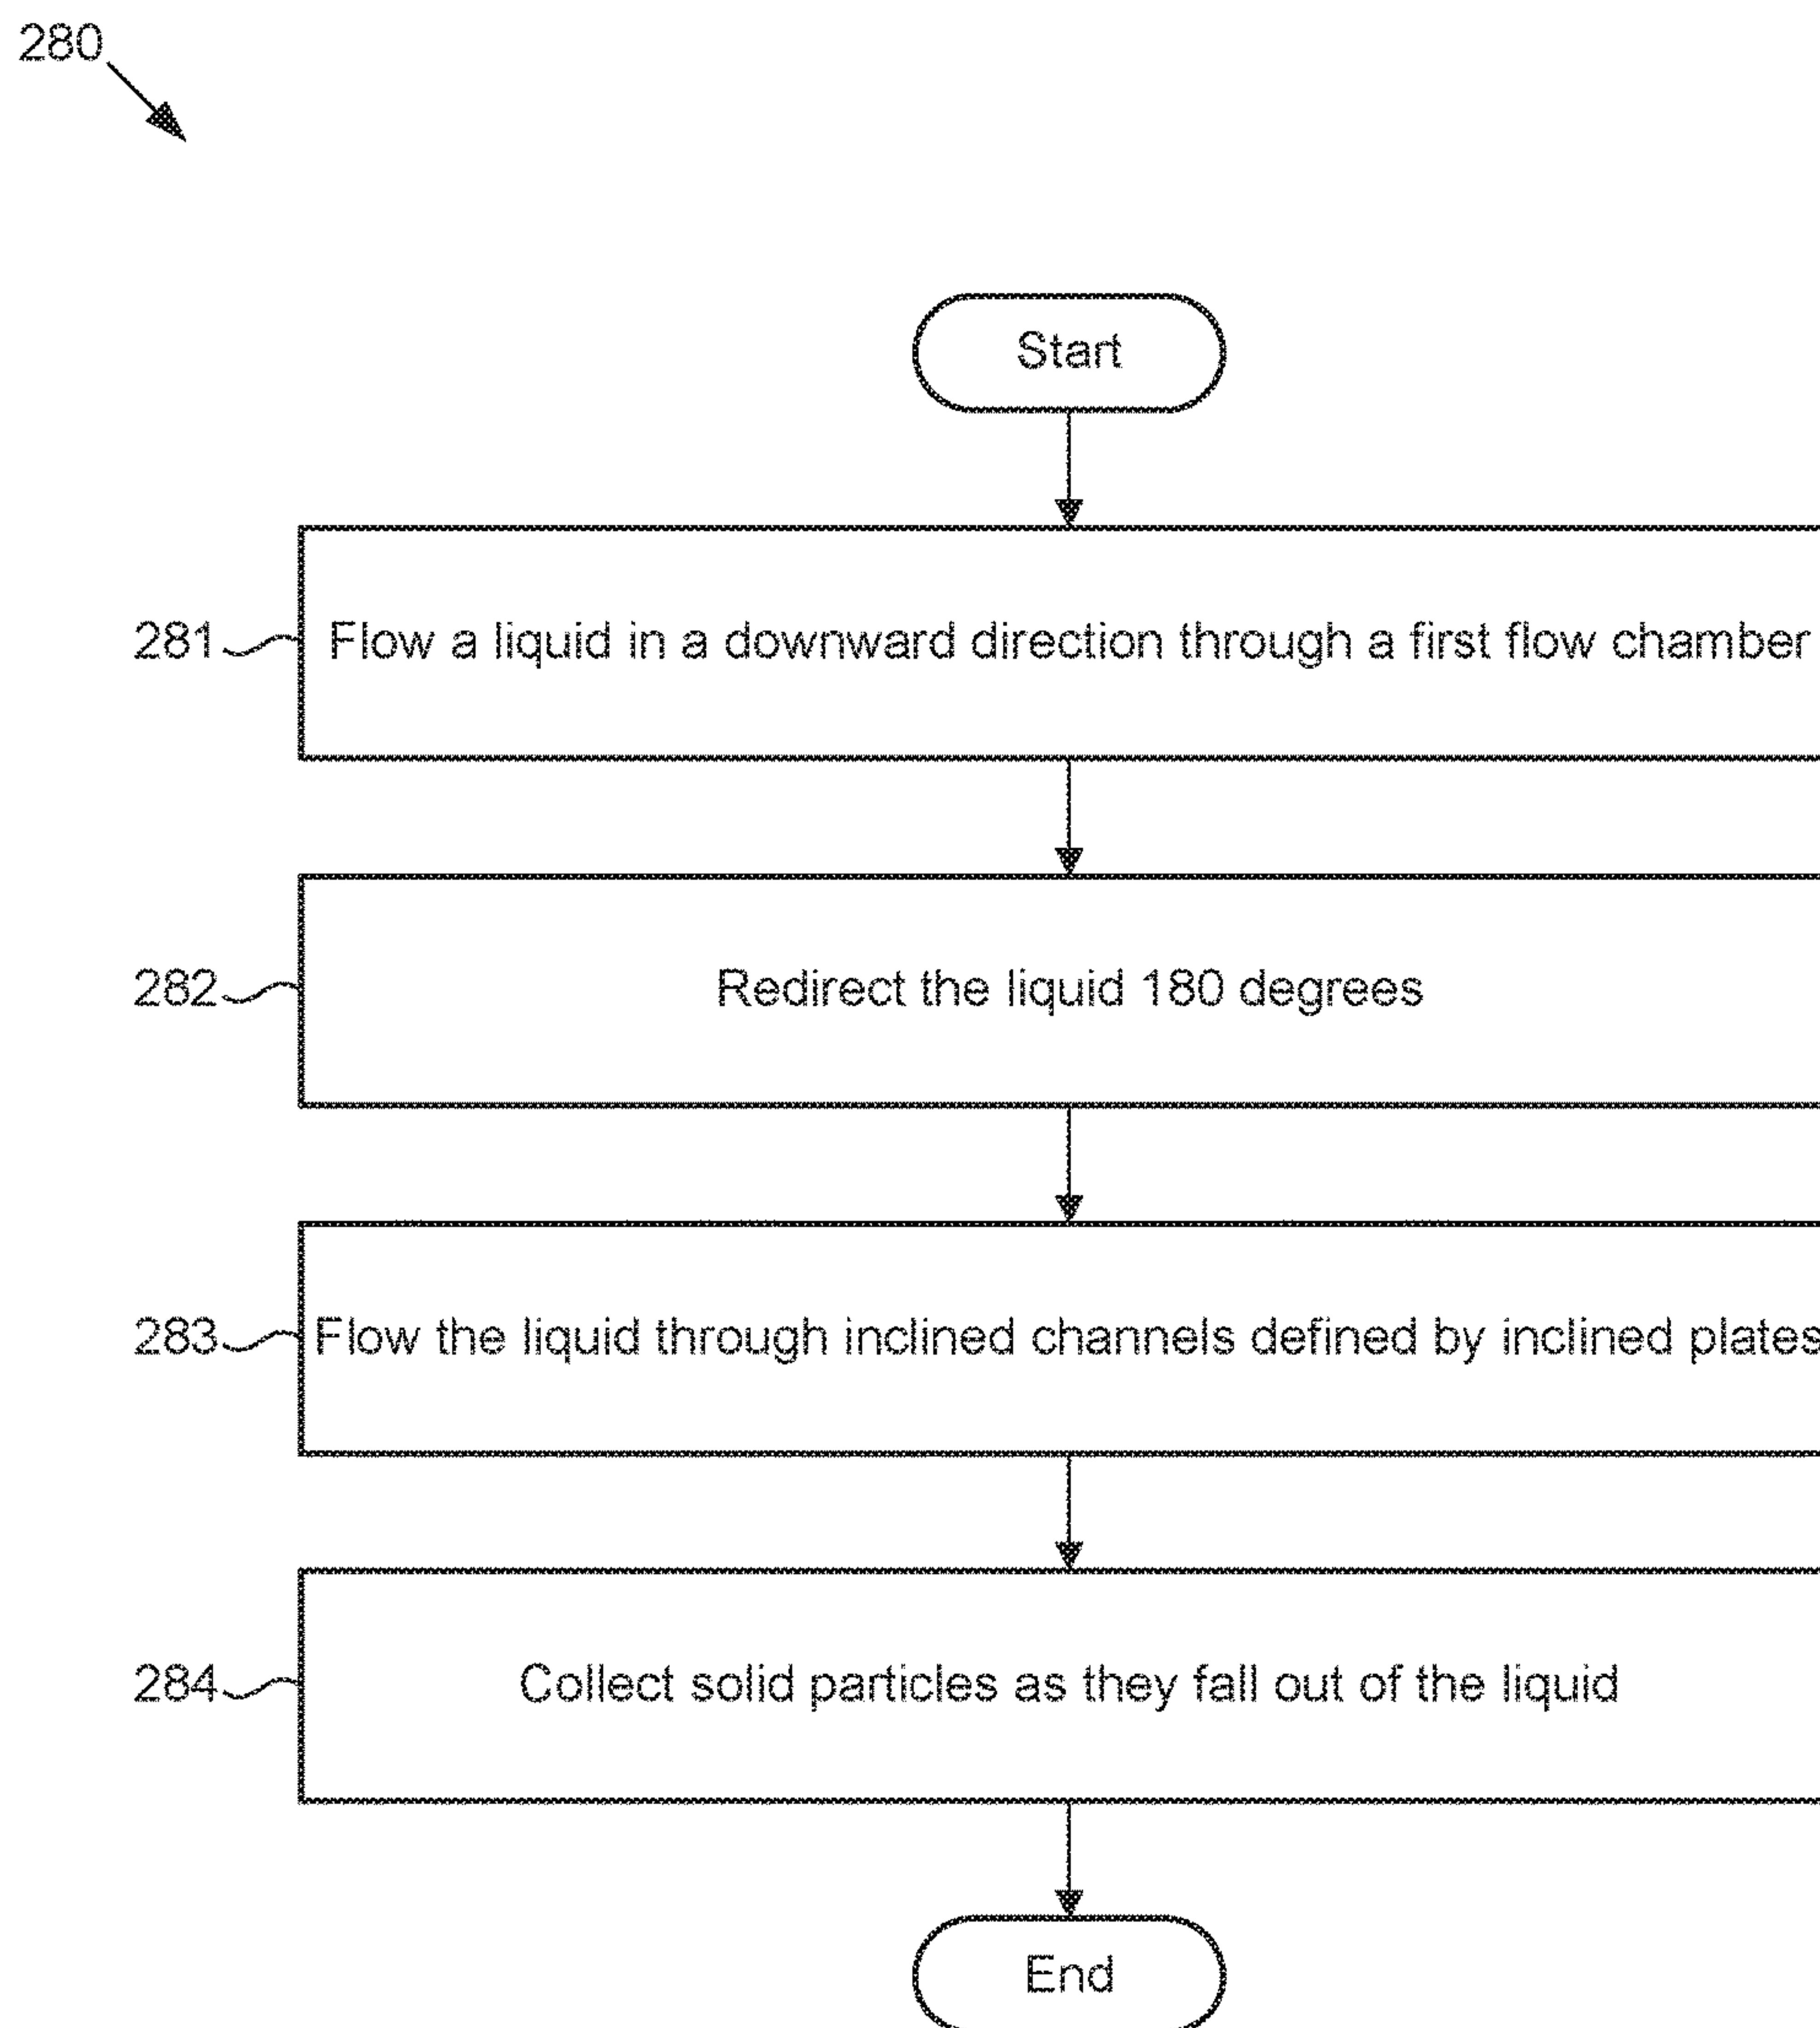 280
Start
281 Flow a liquid in a downward direction through a first flow chamber
282 Redirect the liquid 180 degrees
283 Flow the liquid through inclined channels defined by inclined plates
284 Collect solid particles as they fall out of the liquid
End